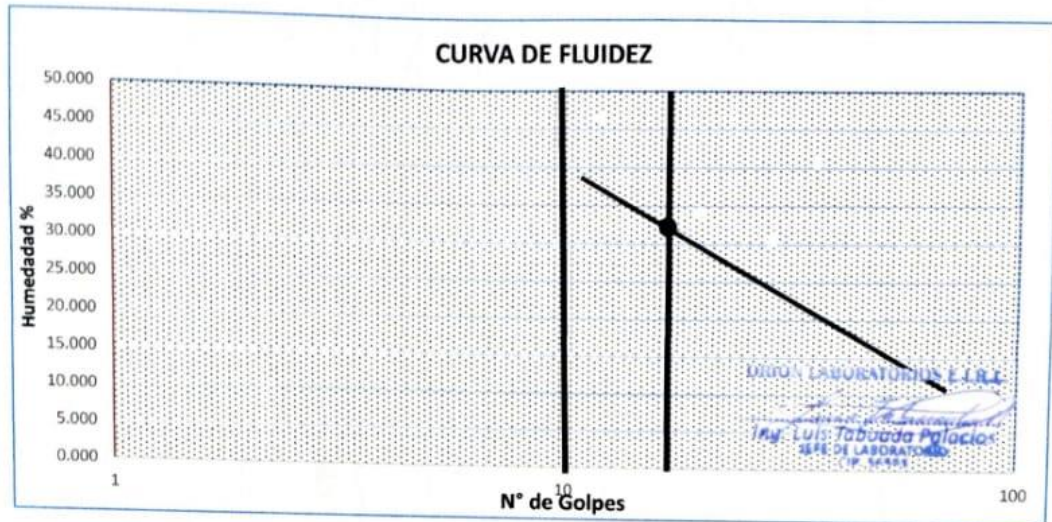 CURVA DE FLUIDEZ
50.000
45.000
40.000
35.000
30.000
25.000
20.000
15.000
10.000
5.000
0.000
Humedadad %
1
10
100
N° de Golpes
ORION LABORATORIOS E.I.R.L
Ing. Luis Taboada Palacios
JEFE DE LABORATORIO
CIP